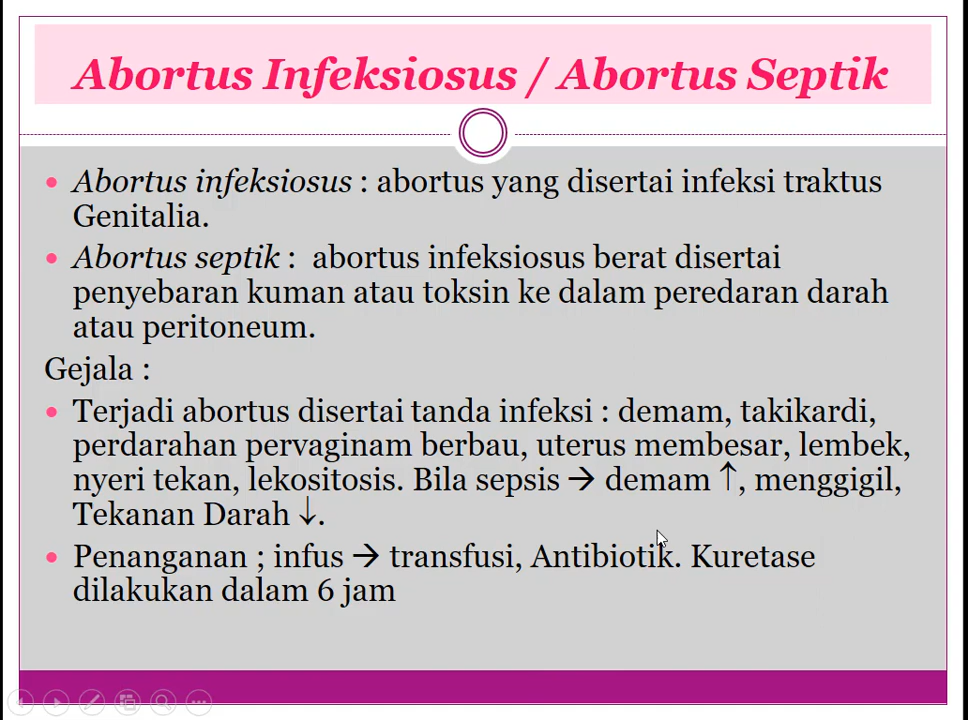 Abortus Infeksiosus / Abortus Septik
• Abortus infeksiosus : abortus yang disertai infeksi traktus
Genitalia.
• Abortus septik : abortus infeksiosus berat disertai
penyebaran kuman atau toksin ke dalam peredaran darah
atau peritoneum.
Gejala :
• Terjadi abortus disertai tanda infeksi : demam, takikardi,
perdarahan pervaginam berbau, uterus membesar, lembek,
nyeri tekan, lekositosis. Bila sepsis → demam ↑, menggigil,
Tekanan Darah ↓.
• Penanganan ; infus → transfusi, Antibiotik. Kuretase
dilakukan dalam 6 jam